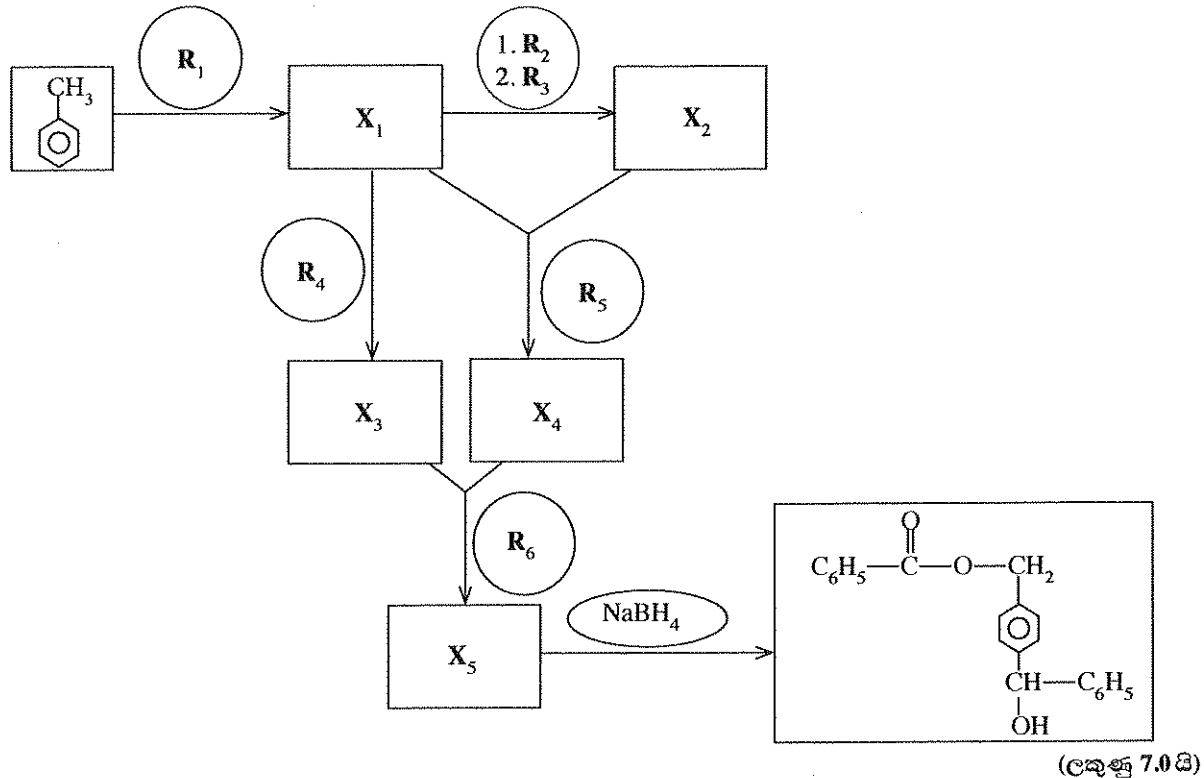 R₁
1. R₂
2. R₃
CH₃
X₁
X₂
R₄
R₅
X₃
X₄
R₆
X₅
NaBH₄
O
C₆H₅—C—O—CH₂
CH—C₆H₅
OH
(ලකුණු 7.0 යි)